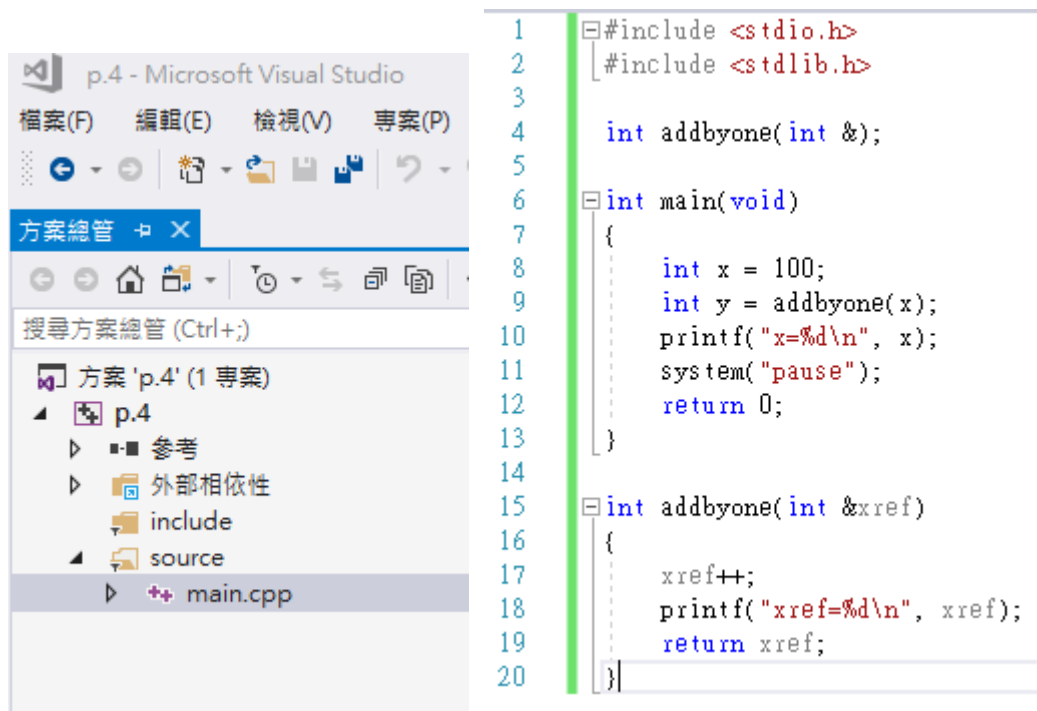 p.4 - Microsoft Visual Studio
檔案(F) 編輯(E) 檢視(V) 專案(P)
方案總管
搜尋方案總管 (Ctrl+;)
方案 'p.4' (1 專案)
p.4
參考
外部相依性
include
source
main.cpp
1 #include <stdio.h>
2 #include <stdlib.h>
3
4 int addbyone(int &);
5
6 int main(void)
7 {
8 int x = 100;
9 int y = addbyone(x);
10 printf("x=%d\n", x);
11 system("pause");
12 return 0;
13 }
14
15 int addbyone(int &xref)
16 {
17 xref++;
18 printf("xref=%d\n", xref);
19 return xref;
20 }